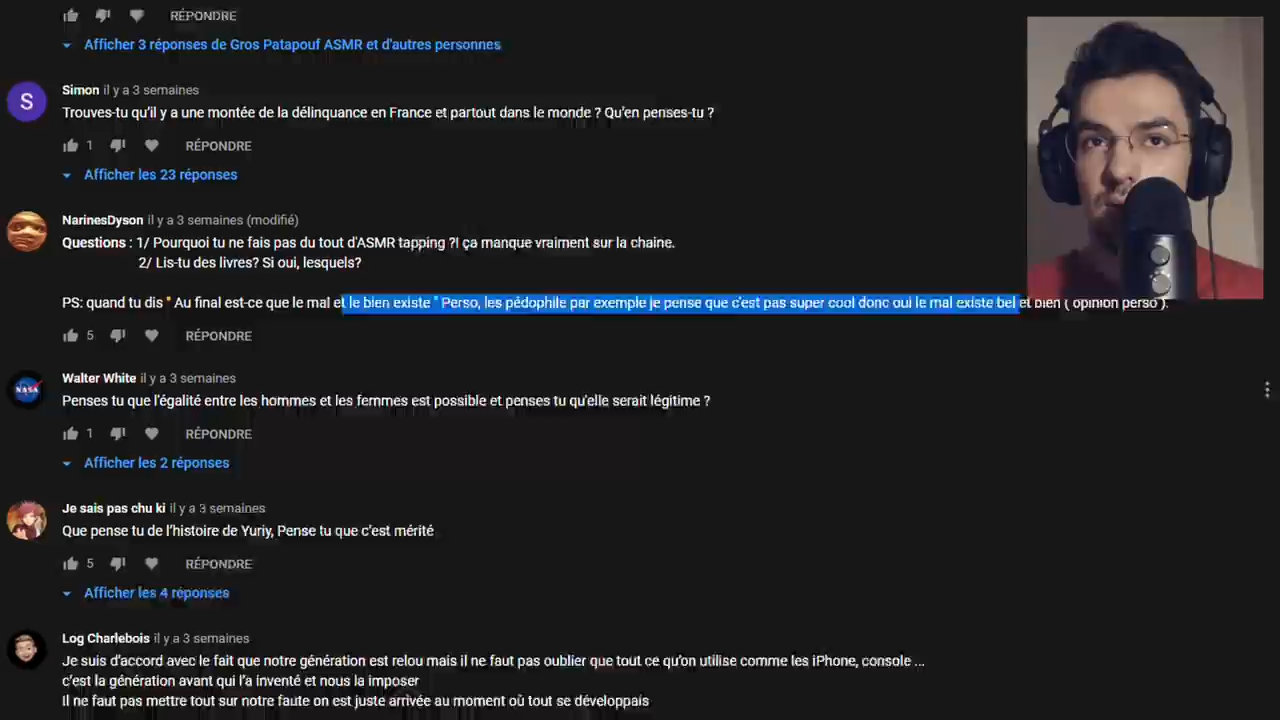 RÉPONDRE
Afficher 3 réponses de Gros Patapouf ASMR et d'autres personnes
S
Simon il y a 3 semaines
Trouves-tu qu'il y a une montée de la délinquance en France et partout dans le monde ? Qu'en penses-tu ?
1 RÉPONDRE
Afficher les 23 réponses
NarinesDyson il y a 3 semaines (modifié)
Questions : 1/ Pourquoi tu ne fais pas du tout d'ASMR tapping ?! ça manque vraiment sur la chaine.
2/ Lis-tu des livres? Si oui, lesquels?
PS: quand tu dis " Au final est-ce que le mal et le bien existe " Perso, les pédophile par exemple je pense que c'est pas super cool donc oui le mal existe bel et bien ( opinion perso ).
5 RÉPONDRE
NASA
Walter White il y a 3 semaines
Penses tu que l'égalité entre les hommes et les femmes est possible et penses tu qu'elle serait légitime ?
1 RÉPONDRE
Afficher les 2 réponses
Je sais pas chu ki il y a 3 semaines
Que pense tu de l'histoire de Yuriy, Pense tu que c'est mérité
5 RÉPONDRE
Afficher les 4 réponses
Log Charlebois il y a 3 semaines
Je suis d'accord avec le fait que notre génération est relou mais il ne faut pas oublier que tout ce qu'on utilise comme les iPhone, console ...
c'est la génération avant qui l'a inventé et nous la imposer
Il ne faut pas mettre tout sur notre faute on est juste arrivée au moment où tout se développais